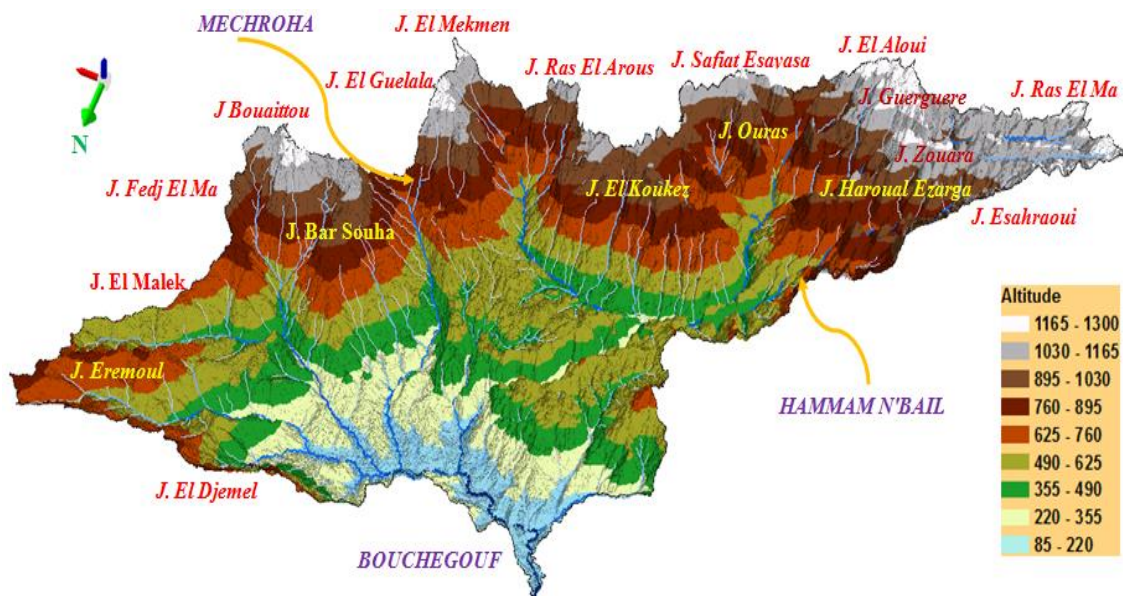 MECHROHA
J. El Mekmen
J. El Guelala
J. Ras El Arous
J. Safiat Esayasa
J. El Aloui
J. Guerguere
J. Ras El Ma
J Bouaittou
J. Ouras
J. Zouara
J. Fedj El Ma
J. El Koukez
J. Haroual Ezarga
J. Esahraoui
J. Bar Souha
J. El Malek
J. Eremoul
J. El Djemel
HAMMAM N'BAIL
BOUCHEGOUF
N
Altitude
1165 - 1300
1030 - 1165
895 - 1030
760 - 895
625 - 760
490 - 625
355 - 490
220 - 355
85 - 220